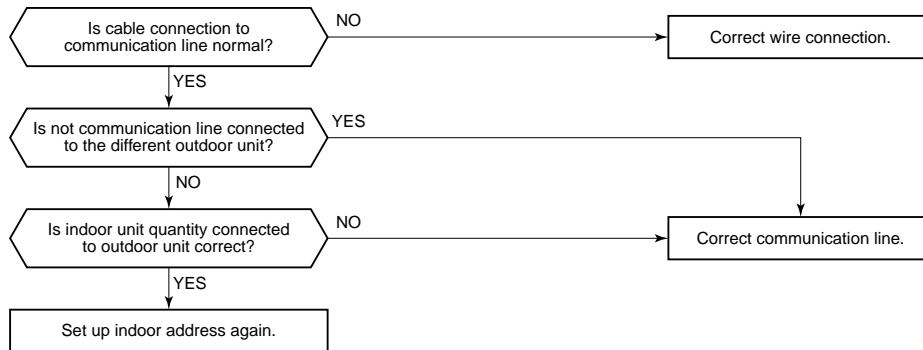 Is cable connection to
communication line normal?
NO
Correct wire connection.
YES
Is not communication line connected
to the different outdoor unit?
YES
NO
Is indoor unit quantity connected
to outdoor unit correct?
NO
Correct communication line.
YES
Set up indoor address again.